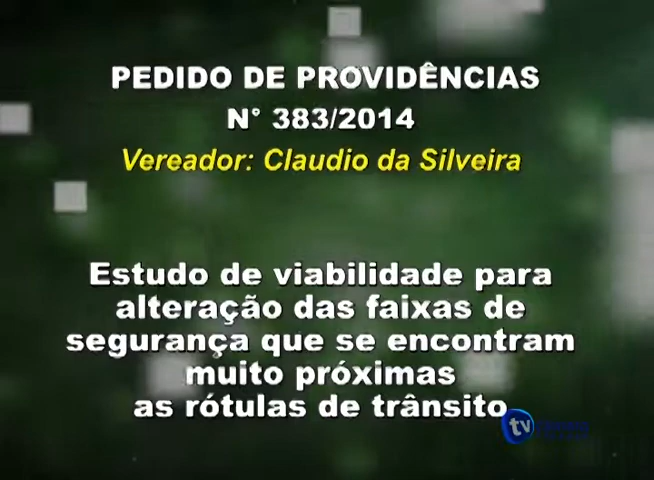 PEDIDO DE PROVIDÊNCIAS
N° 383/2014
Vereador: Claudio da Silveira
Estudo de viabilidade para
alteração das faixas de
segurança que se encontram
muito próximas
as rótulas de trânsito
tv